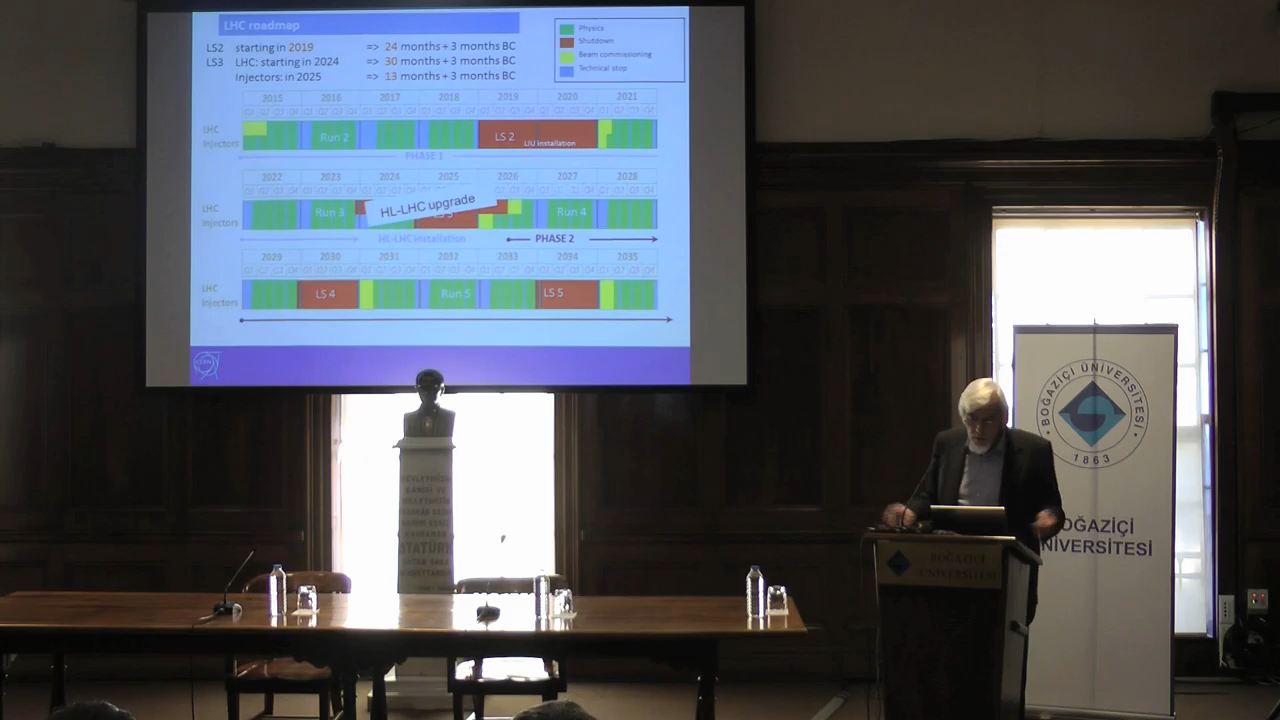 LHC roadmap
LS2 starting in 2019 => 24 months + 3 months BC
LS3 LHC: starting in 2024 => 30 months + 3 months BC
Injectors: in 2025 => 13 months + 3 months BC
Physics
Shutdown
Beam commissioning
Technical stop
2015 2016 2017 2018 2019 2020 2021
LHC
Injectors
Run 2
LS 2
LIU Installation
PHASE 1
2022 2023 2024 2025 2026 2027 2028
LHC
Injectors
Run 3
HL-LHC upgrade
Run 4
HL-LHC installation
PHASE 2
2029 2030 2031 2032 2033 2034 2035
LHC
Injectors
LS 4
Run 5
LS 5
ATATÜRK
BOĞAZİÇİ ÜNİVERSİTESİ
1863
OĞAZİÇİ
NİVERSİTESİ
BOĞAZİÇİ
ÜNİVERSİTESİ